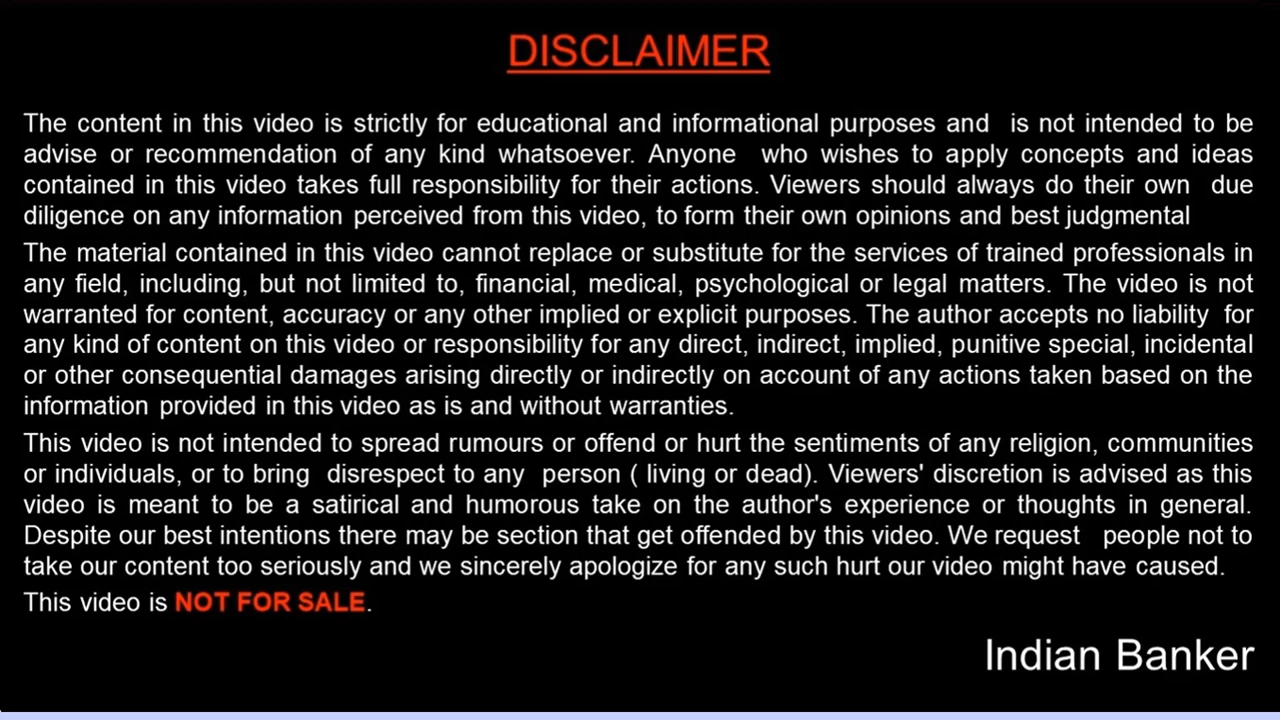 DISCLAIMER
The content in this video is strictly for educational and informational purposes and is not intended to be
advise or recommendation of any kind whatsoever. Anyone who wishes to apply concepts and ideas
contained in this video takes full responsibility for their actions. Viewers should always do their own due
diligence on any information perceived from this video, to form their own opinions and best judgmental
The material contained in this video cannot replace or substitute for the services of trained professionals in
any field, including, but not limited to, financial, medical, psychological or legal matters. The video is not
warranted for content, accuracy or any other implied or explicit purposes. The author accepts no liability for
any kind of content on this video or responsibility for any direct, indirect, implied, punitive special, incidental
or other consequential damages arising directly or indirectly on account of any actions taken based on the
information provided in this video as is and without warranties.
This video is not intended to spread rumours or offend or hurt the sentiments of any religion, communities
or individuals, or to bring disrespect to any person ( living or dead). Viewers' discretion is advised as this
video is meant to be a satirical and humorous take on the author's experience or thoughts in general.
Despite our best intentions there may be section that get offended by this video. We request people not to
take our content too seriously and we sincerely apologize for any such hurt our video might have caused.
This video is NOT FOR SALE.
Indian Banker